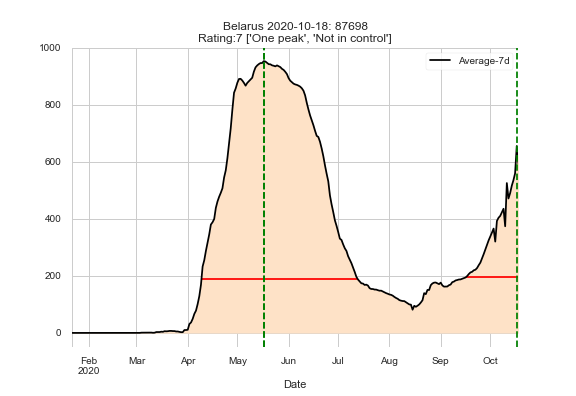 Belarus 2020-10-18: 87698
Rating:7 ['One peak', 'Not in control']
Average-7d
1000
800
600
400
200
0
Feb Mar Apr May Jun Jul Aug Sep Oct
2020
Date